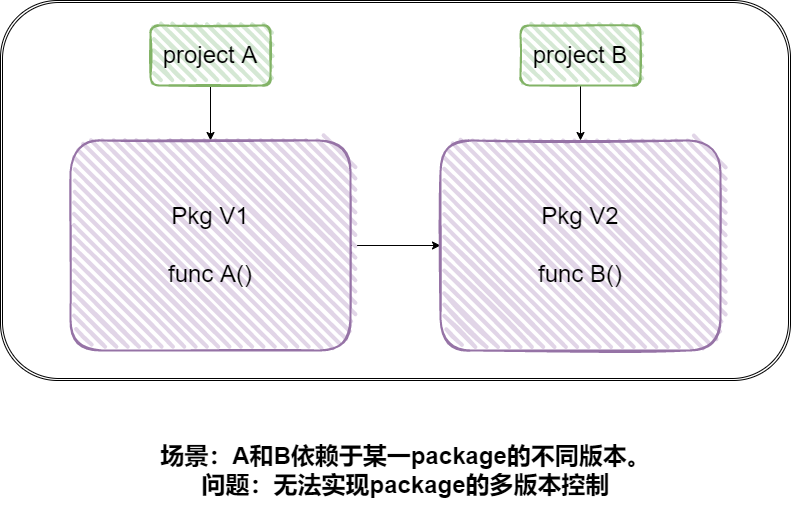 project A
project B
Pkg V1
func A()
Pkg V2
func B()
场景：A和B依赖于某一package的不同版本。
问题：无法实现package的多版本控制